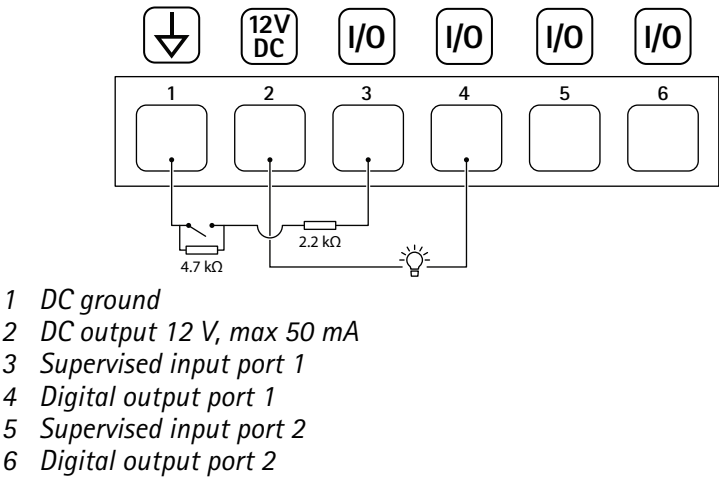 12V DC I/O I/O I/O I/O
1 2 3 4 5 6
2.2 kΩ
4.7 kΩ
1 DC ground
2 DC output 12 V, max 50 mA
3 Supervised input port 1
4 Digital output port 1
5 Supervised input port 2
6 Digital output port 2